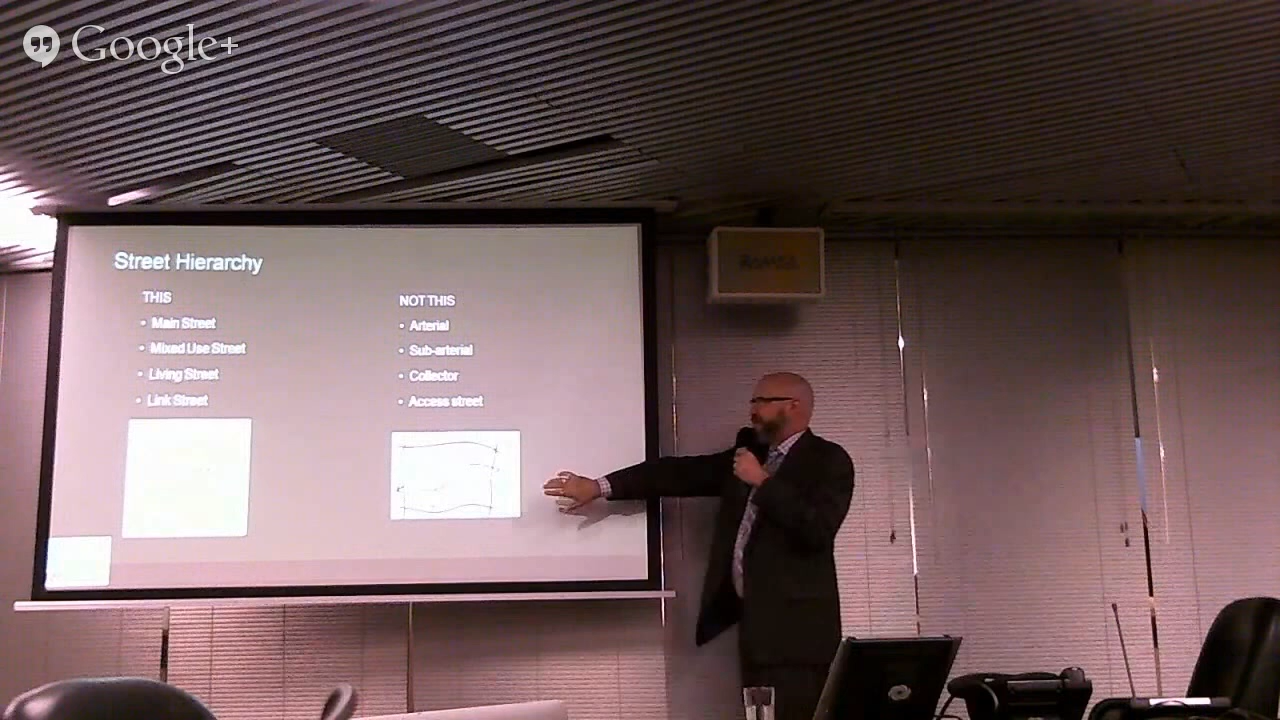 Google+
Street Hierarchy
THIS
• Main Street
• Mixed Use Street
• Living Street
• Link Street
NOT THIS
• Arterial
• Sub-arterial
• Collector
• Access street